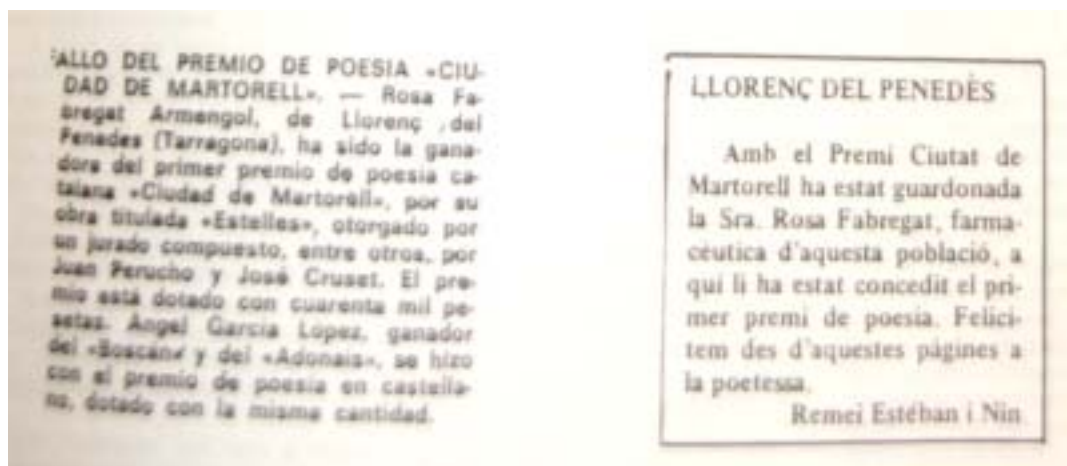 FALLO DEL PREMIO DE POESIA «CIU-
DAD DE MARTORELL». — Rosa Fa-
bregat Armengol, de Llorenç del
Penades (Tarragona), ha sido la gana-
dora del primer premio de poesía ca-
talana «Ciudad de Martorell», por su
obra titulada «Estelles», otorgado por
un jurado compuesto, entre otros, por
Juan Perucho y José Cruset. El pre-
mio está dotado con cuarenta mil pe-
setas. Angel García Lopez, ganador
del «Boscán» y del «Adonais», se hizo
con el premio de poesía en castella-
no, dotado con la misma cantidad.
LLORENÇ DEL PENEDÈS
Amb el Premi Ciutat de
Martorell ha estat guardonada
la Sra. Rosa Fabregat, farma-
cèutica d'aquesta població, a
qui li ha estat concedit el pri-
mer premi de poesia. Felici-
tem des d'aquestes pàgines a
la poetessa.
Remei Estéban i Nin